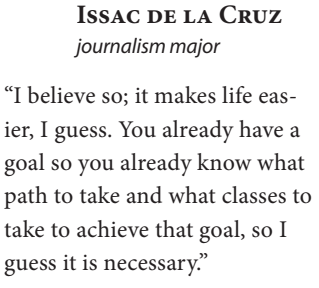 Issac de la Cruz
journalism major
“I believe so; it makes life eas-
ier, I guess. You already have a
goal so you already know what
path to take and what classes to
take to achieve that goal, so I
guess it is necessary.”